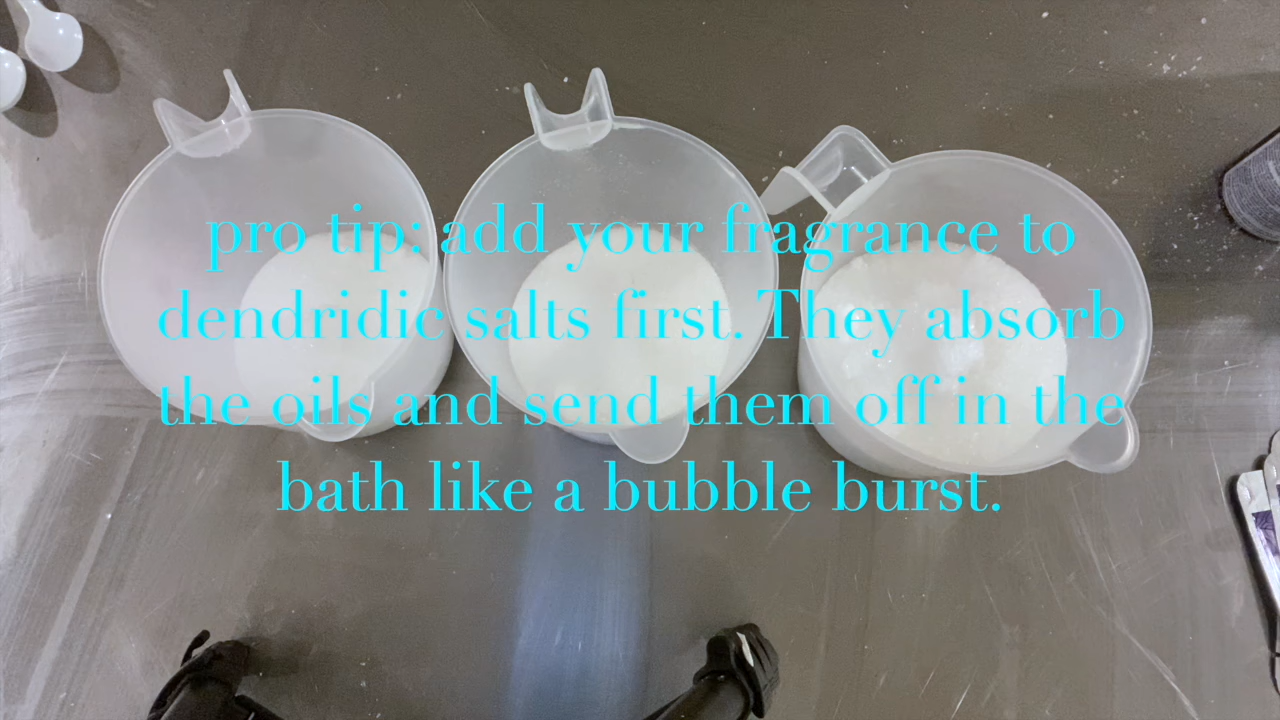 pro tip: add your fragrance to
dendridic salts first. They absorb
the oils and send them off in the
bath like a bubble burst.